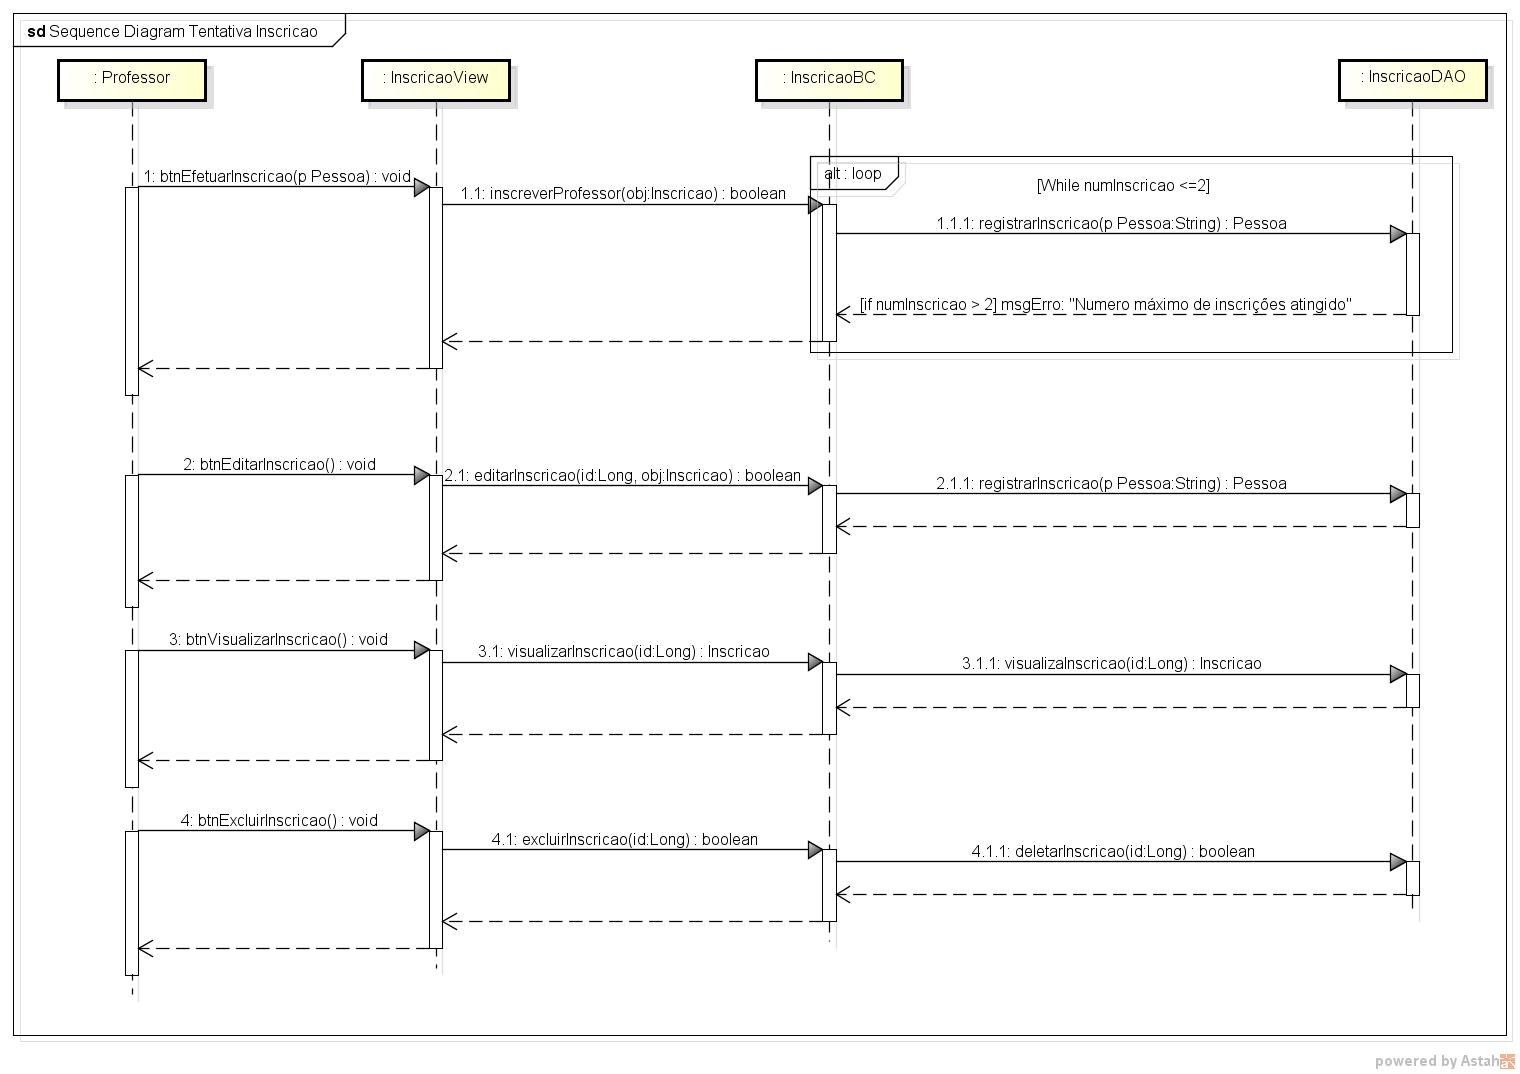 sd Sequence Diagram Tentativa Inscricao
: Professor
: InscricaoView
: InscricaoBC
: InscricaoDAO
alt : loop
[While numInscricao <=2]
1: btnEfetuarInscricao(p Pessoa) : void
1.1: inscreverProfessor(obj:Inscricao) : boolean
1.1.1: registrarInscricao(p Pessoa:String) : Pessoa
[if numInscricao > 2] msgErro: "Numero máximo de inscrições atingido"
2: btnEditarInscricao() : void
2.1: editarInscricao(id:Long, obj:Inscricao) : boolean
2.1.1: registrarInscricao(p Pessoa:String) : Pessoa
3: btnVisualizarInscricao() : void
3.1: visualizarInscricao(id:Long) : Inscricao
3.1.1: visualizaInscricao(id:Long) : Inscricao
4: btnExcluirInscricao() : void
4.1: excluirInscricao(id:Long) : boolean
4.1.1: deletarInscricao(id:Long) : boolean
powered by Astah